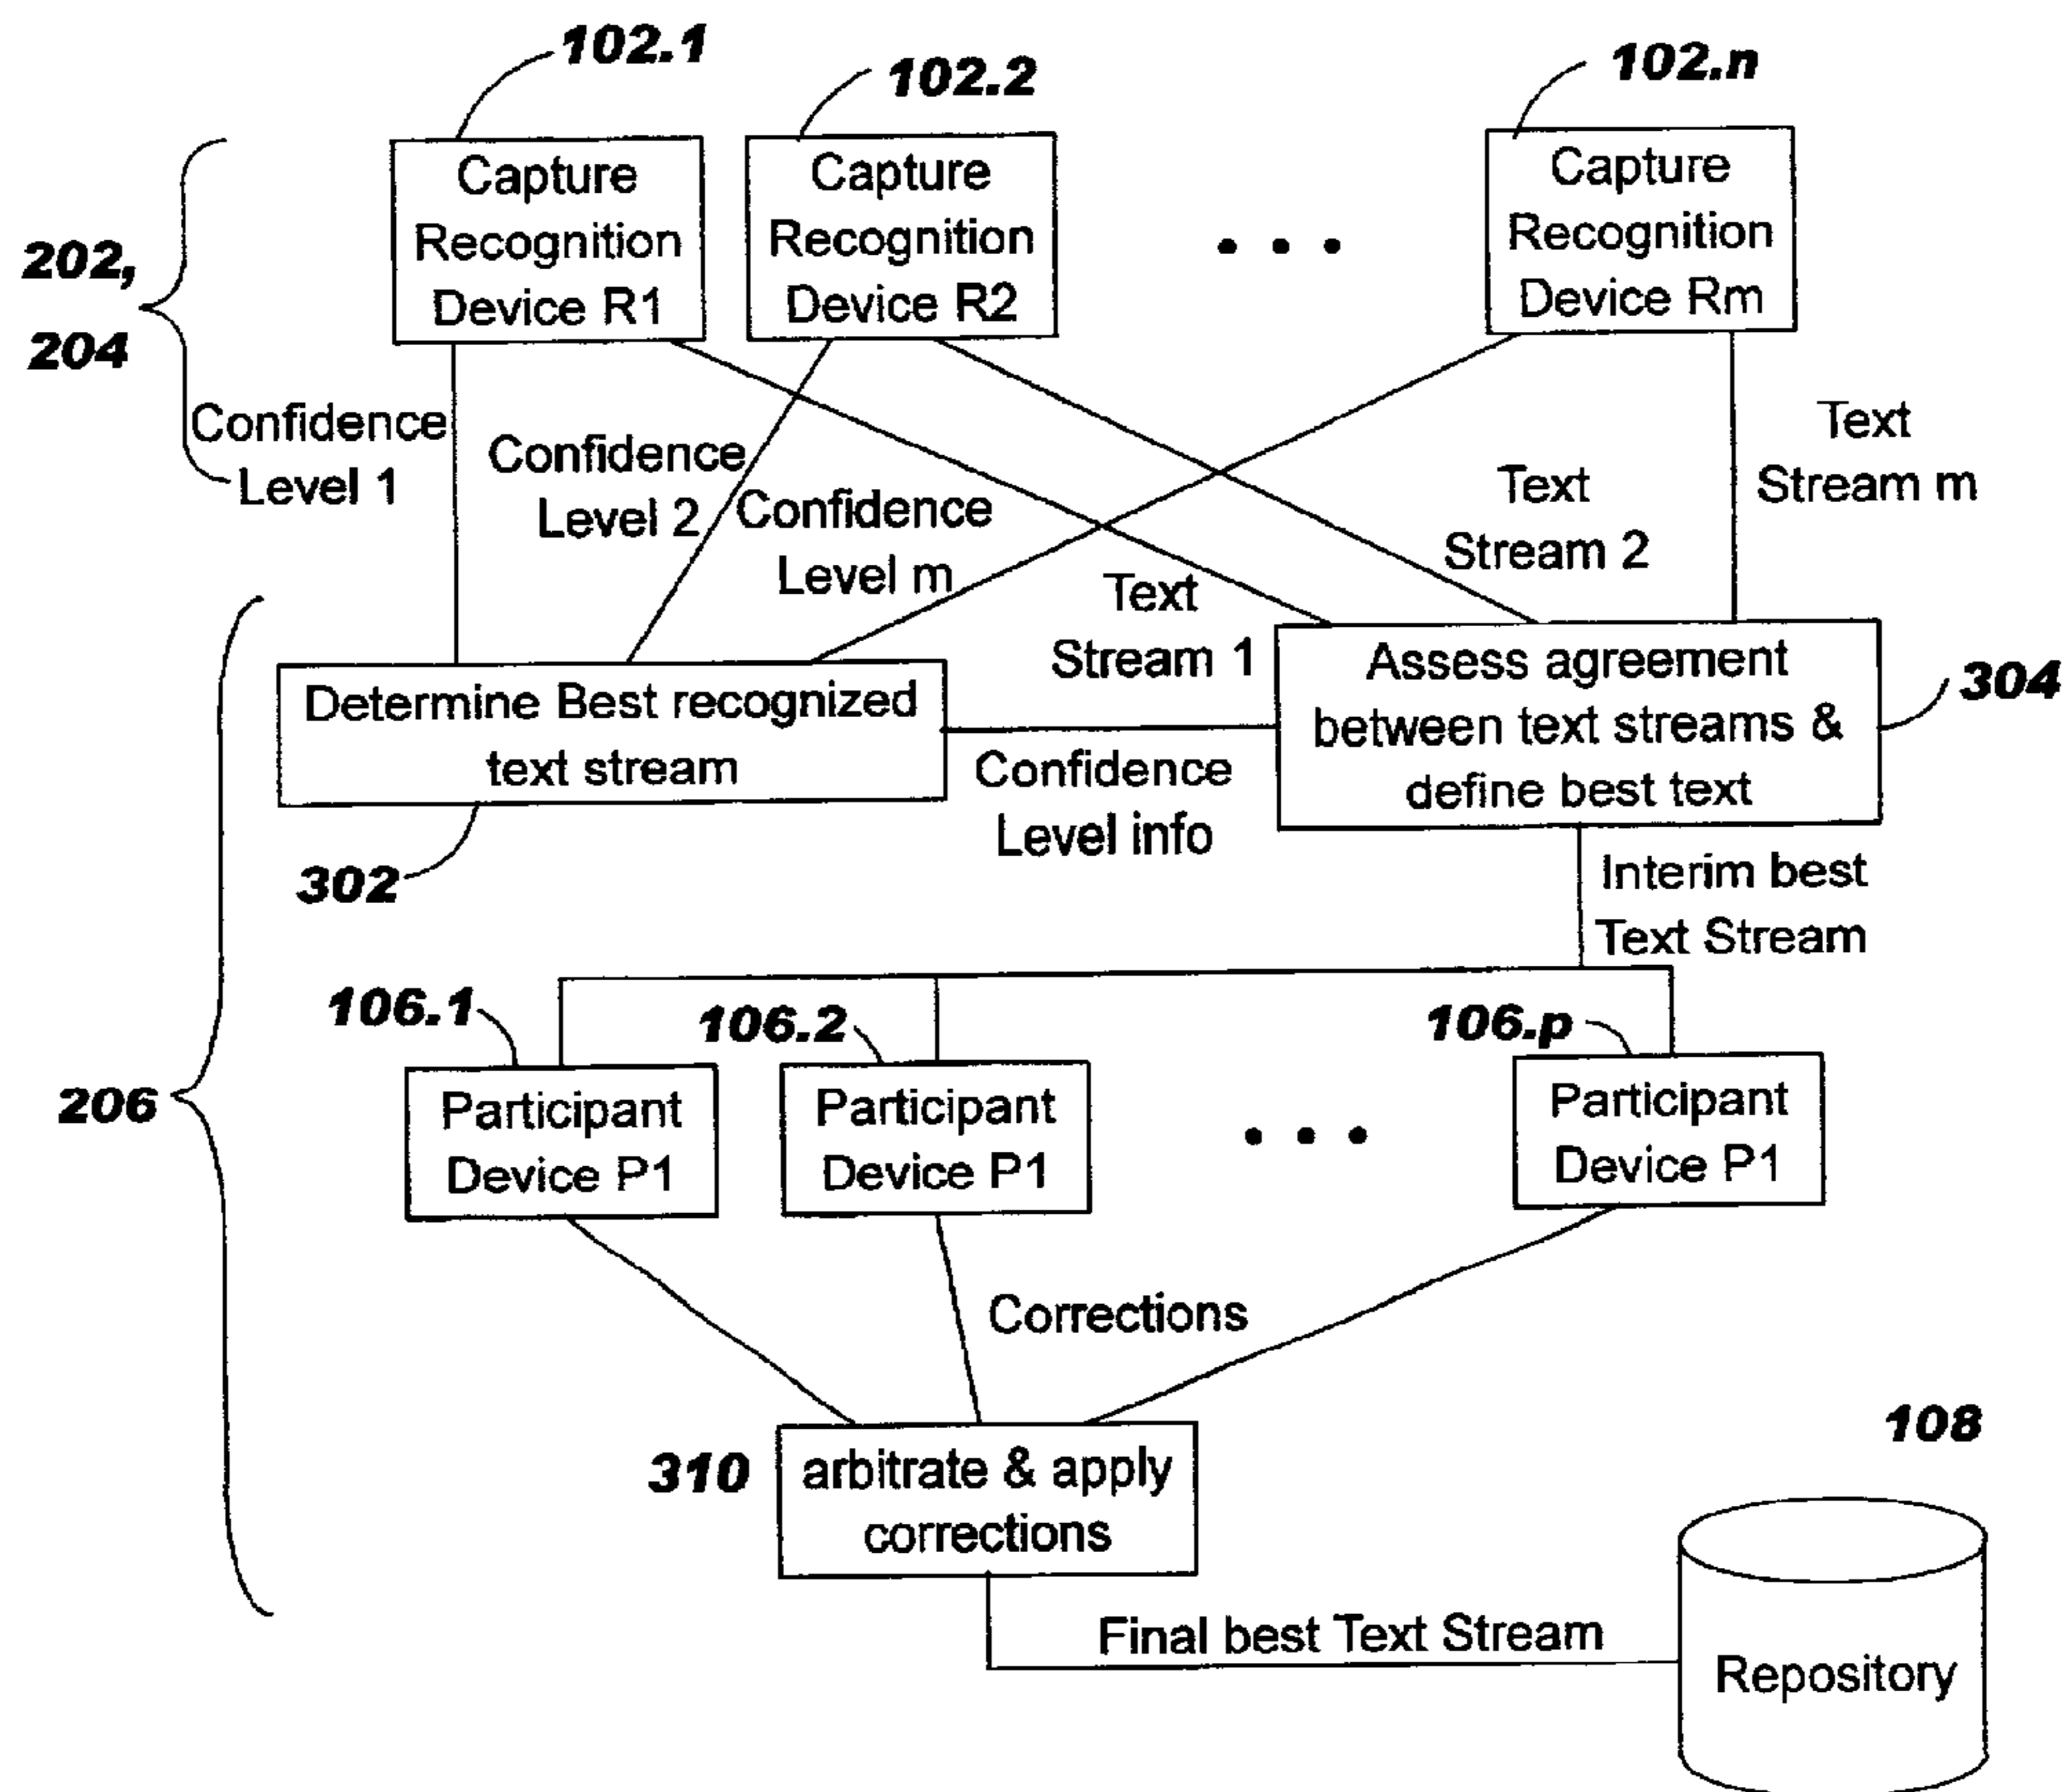 102.1
102.2
102.n
Capture
Recognition
Device R1
Capture
Recognition
Device R2
• • •
Capture
Recognition
Device Rm
202,
204
Confidence
Level 1
Confidence
Level 2
Confidence
Level m
Text
Stream 1
Text
Stream 2
Text
Stream m
Determine Best recognized
text stream
302
Confidence
Level info
Assess agreement
between text streams &
define best text
304
Interim best
Text Stream
206
106.1
106.2
106.p
Participant
Device P1
Participant
Device P1
• • •
Participant
Device P1
Corrections
310
arbitrate & apply
corrections
108
Final best Text Stream
Repository